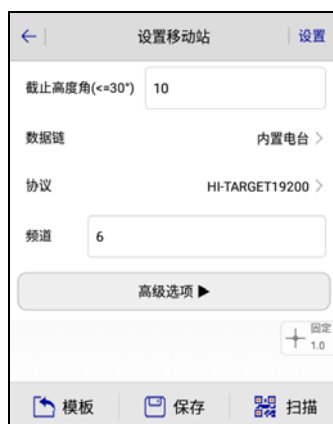 设置移动站 设置
截止高度角(<=30°) 10
数据链 内置电台
协议 HI-TARGET19200
频道 6
高级选项 ▶
固定
1.0
模板 保存 扫描